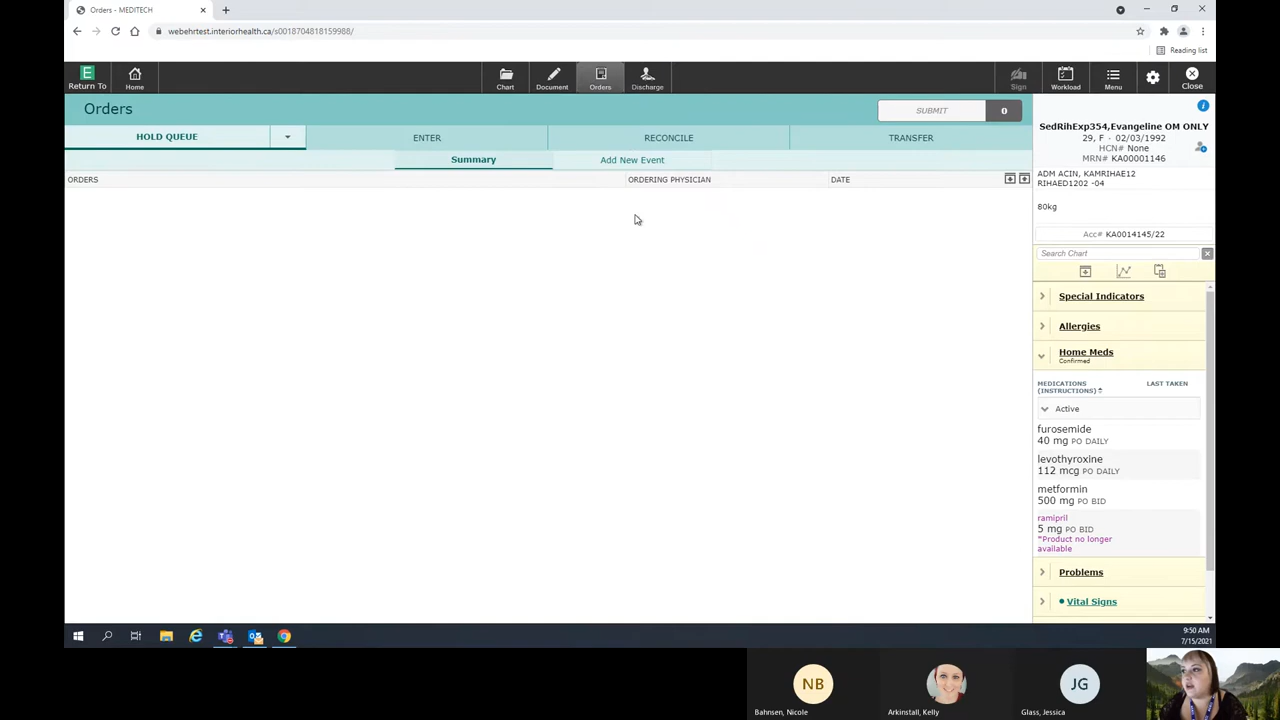 Orders - MEDITECH
webehrtest.interiorhealth.ca/s0018704818159988/
Reading list
E
Return To
Home
Chart
Document
Orders
Discharge
Sign
Workload
Menu
Close
Orders
SUBMIT
0
HOLD QUEUE
ENTER
RECONCILE
TRANSFER
Summary
Add New Event
ORDERS
ORDERING PHYSICIAN
DATE
SedRihExp354,Evangeline OM ONLY
29, F - 02/03/1992
HCN# None
MRN# KA00001146
ADM ACIN, KAMRIHAE12
RIHAED1202 -04
80kg
Acc# KA0014145/22
Search Chart
Special Indicators
Allergies
Home Meds
Confirmed
MEDICATIONS
(INSTRUCTIONS)
LAST TAKEN
Active
furosemide
40 mg PO DAILY
levothyroxine
112 mcg PO DAILY
metformin
500 mg PO BID
ramipril
5 mg PO BID
*Product no longer
available
Problems
Vital Signs
9:50 AM
7/15/2021
NB
Bahnsen, Nicole
Arkinstall, Kelly
JG
Glass, Jessica